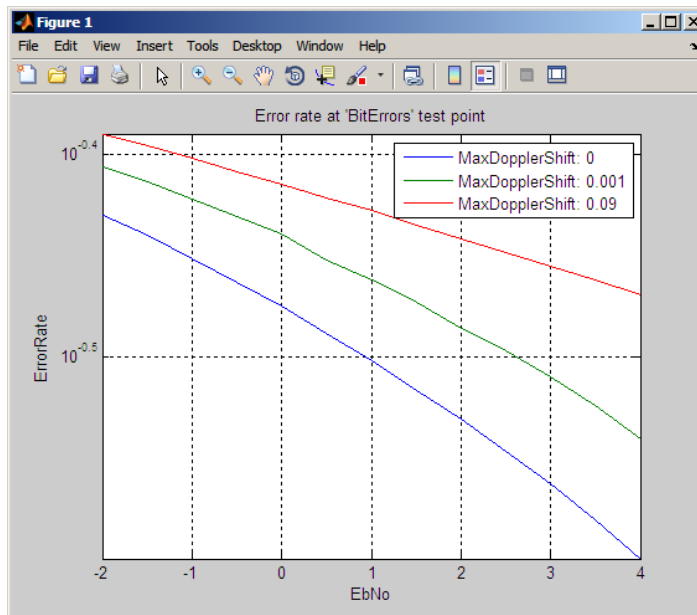 Figure 1
File Edit View Insert Tools Desktop Window Help
Error rate at 'BitErrors' test point
10^-0.4
10^-0.5
ErrorRate
MaxDopplerShift: 0
MaxDopplerShift: 0.001
MaxDopplerShift: 0.09
-2 -1 0 1 2 3 4
EbNo